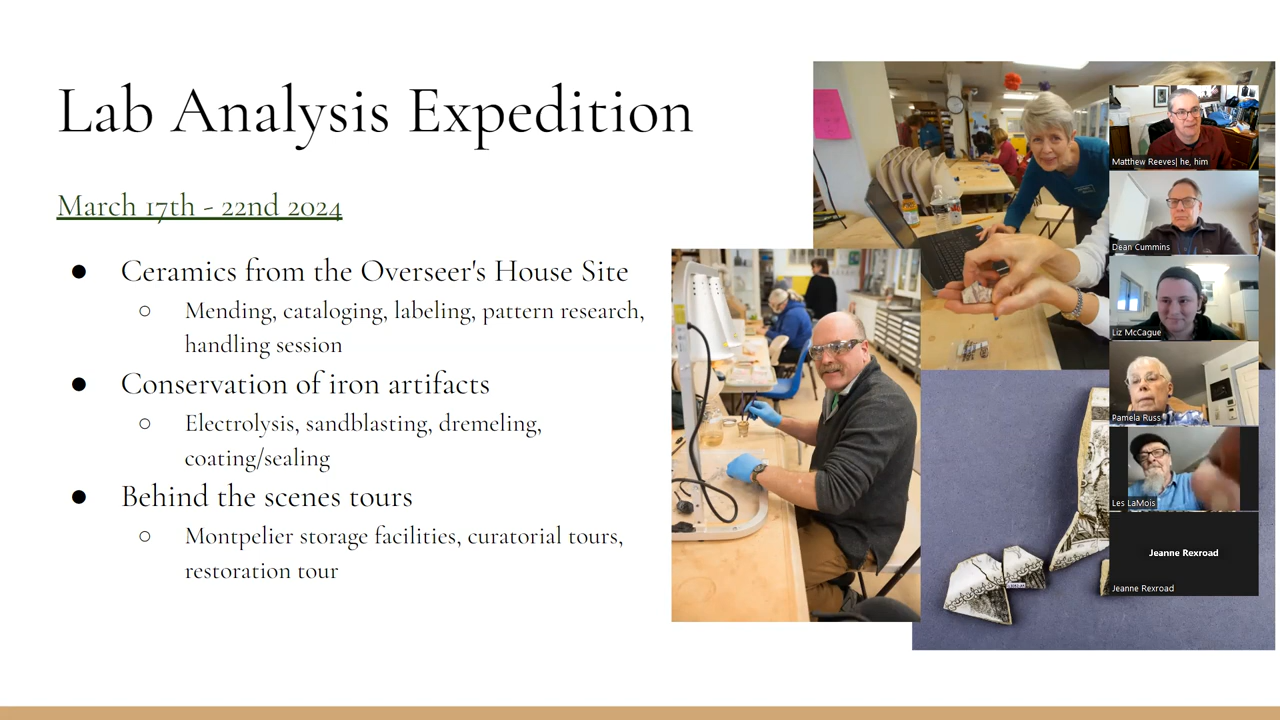 Lab Analysis Expedition
March 17th - 22nd 2024
● Ceramics from the Overseer's House Site
○ Mending, cataloging, labeling, pattern research,
handling session
● Conservation of iron artifacts
○ Electrolysis, sandblasting, dremeling,
coating/sealing
● Behind the scenes tours
○ Montpelier storage facilities, curatorial tours,
restoration tour
Matthew Reeves| he, him
Dean Cummins
Liz McCague
Pamela Russ
Les LaMois
Jeanne Rexroad
Jeanne Rexroad